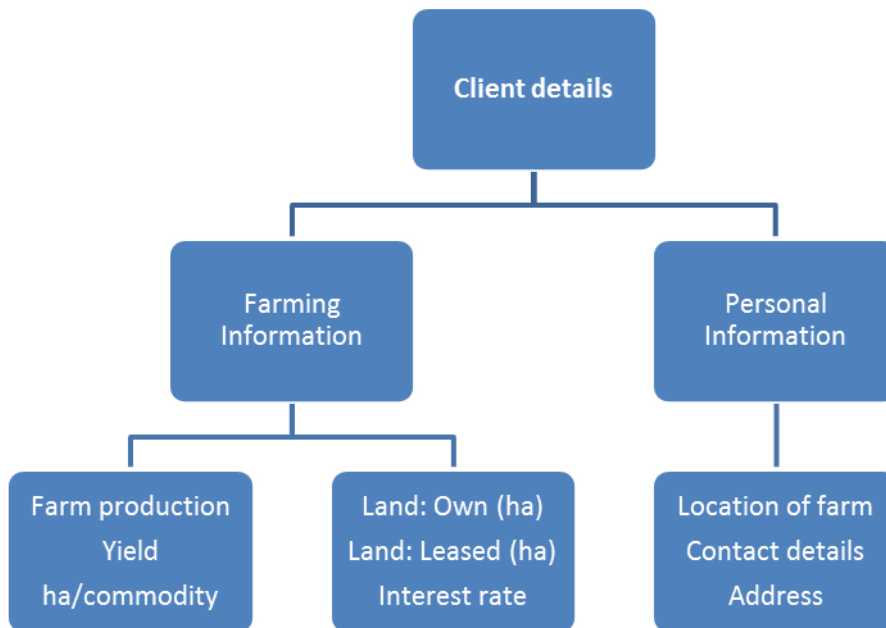 Client details
Farming
Information
Personal
Information
Farm production
Yield
ha/commodity
Land: Own (ha)
Land: Leased (ha)
Interest rate
Location of farm
Contact details
Address